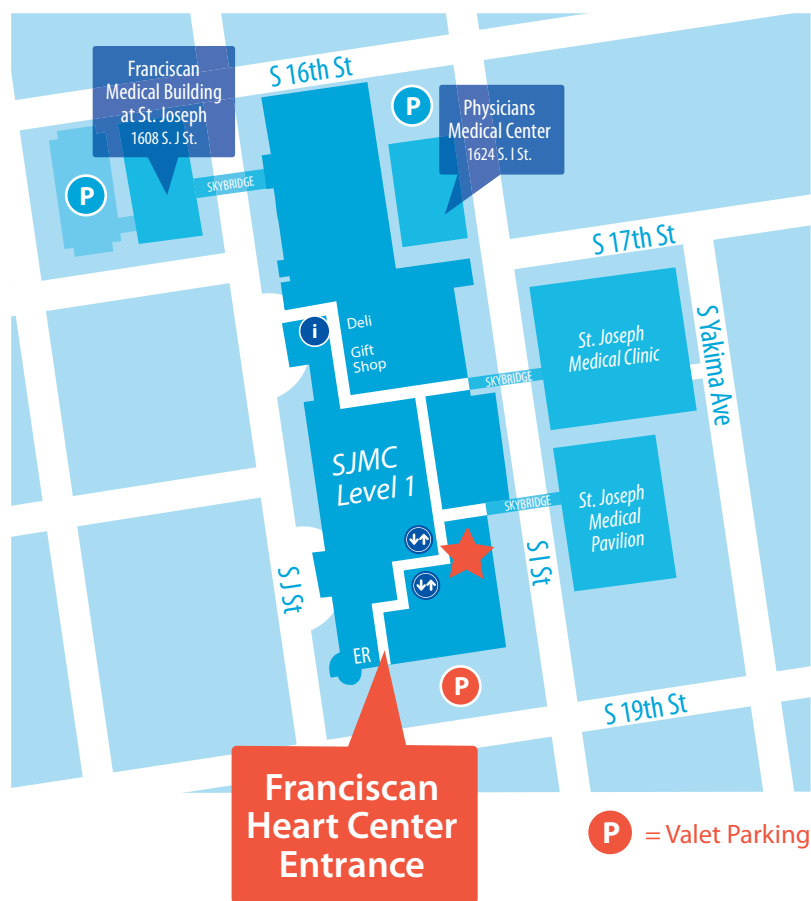 S 16th St
Franciscan
Medical Building
at St. Joseph
1608 S. J St.
P
Physicians
Medical Center
1624 S. I St.
P
SKYBRIDGE
S 17th St
i
Deli
Gift
Shop
St. Joseph
Medical Clinic
S Yakima Ave
SKYBRIDGE
SJMC
Level 1
SKYBRIDGE
St. Joseph
Medical
Pavilion
S J St
S I St
ER
P
S 19th St
Franciscan
Heart Center
Entrance
P = Valet Parking